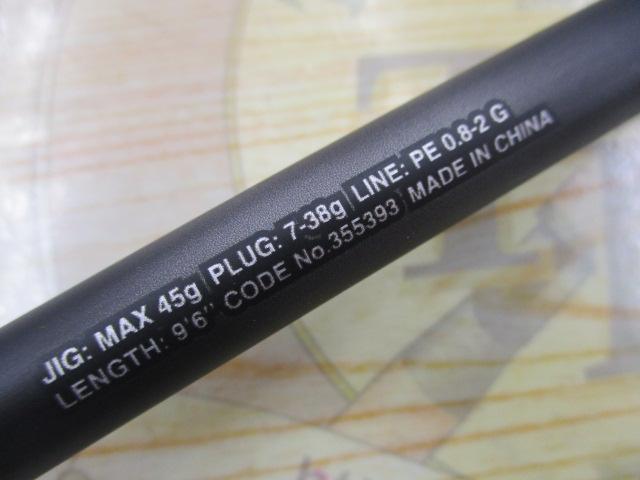 JIG: MAX 45g | PLUG: 7-38g | LINE: PE 0.8-2 G
LENGTH: 9'6" CODE No.355393 MADE IN CHINA